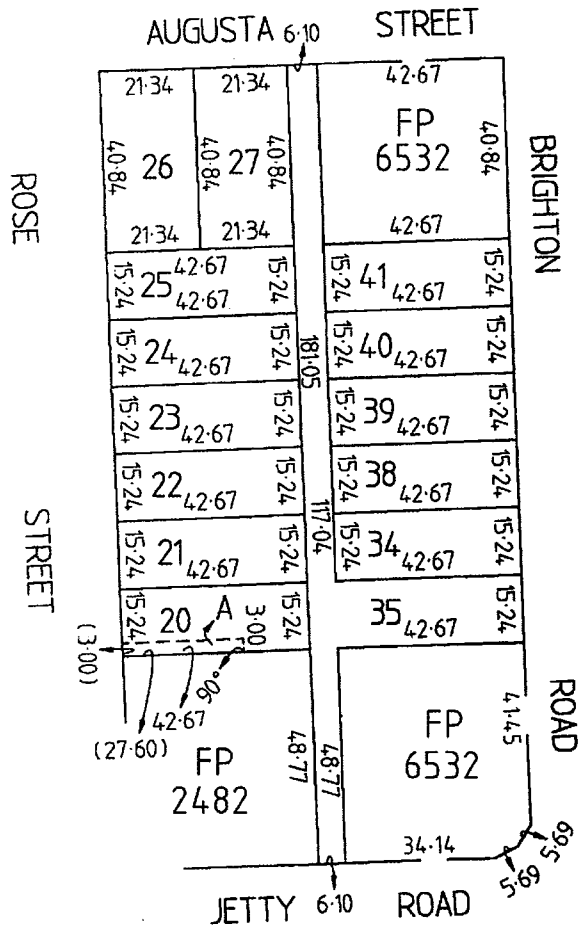 AUGUSTA 6·10 STREET
21·34 21·34 42·67
40·84 26 40·84 27 40·84 FP 6532 40·84
ROSE
BRIGHTON
21·34 21·34 42·67
15·24 25 42·67 15·24 41 42·67 15·24
42·67
15·24 24 42·67 15·24 181·05 15·24 40 42·67 15·24
15·24 23 42·67 15·24 15·24 39 42·67 15·24
15·24 22 42·67 15·24 117·04 15·24 38 42·67 15·24
STREET
15·24 21 42·67 15·24 15·24 34 42·67 15·24
15·24 20 A 3·00 15·24 35 42·67 15·24
(3·00)
90°
42·67
(27·60)
FP
2482
48·77 48·77
FP
6532
41·45
ROAD
34·14 5·69 5·69
JETTY 6·10 ROAD